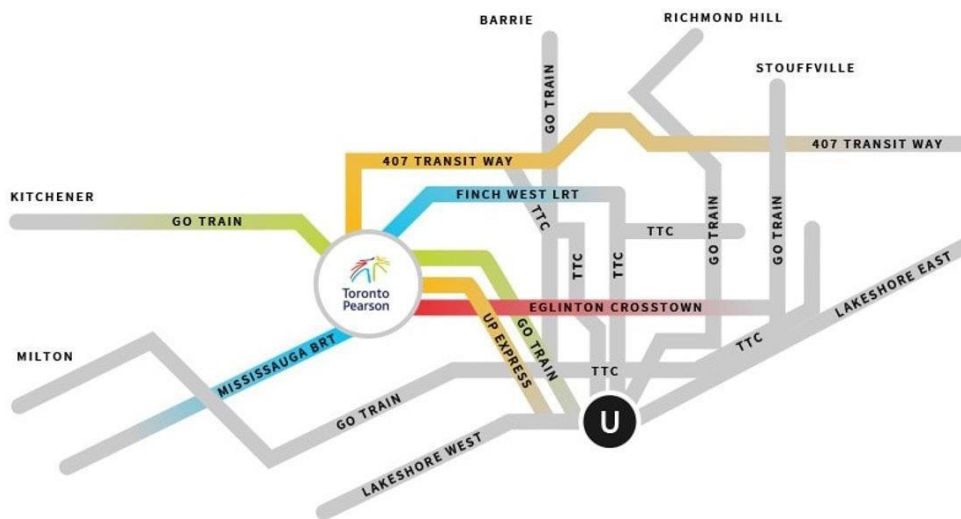 BARRIE
RICHMOND HILL
STOUFFVILLE
GO TRAIN
407 TRANSIT WAY
407 TRANSIT WAY
KITCHENER
GO TRAIN
FINCH WEST LRT
TTC
TTC
TTC
TTC
GO TRAIN
GO TRAIN
Toronto
Pearson
EGLINTON CROSSTOWN
LAKESHORE EAST
UP EXPRESS
GO TRAIN
TTC
MILTON
MISSISSAUGA BRT
TTC
GO TRAIN
U
LAKESHORE WEST